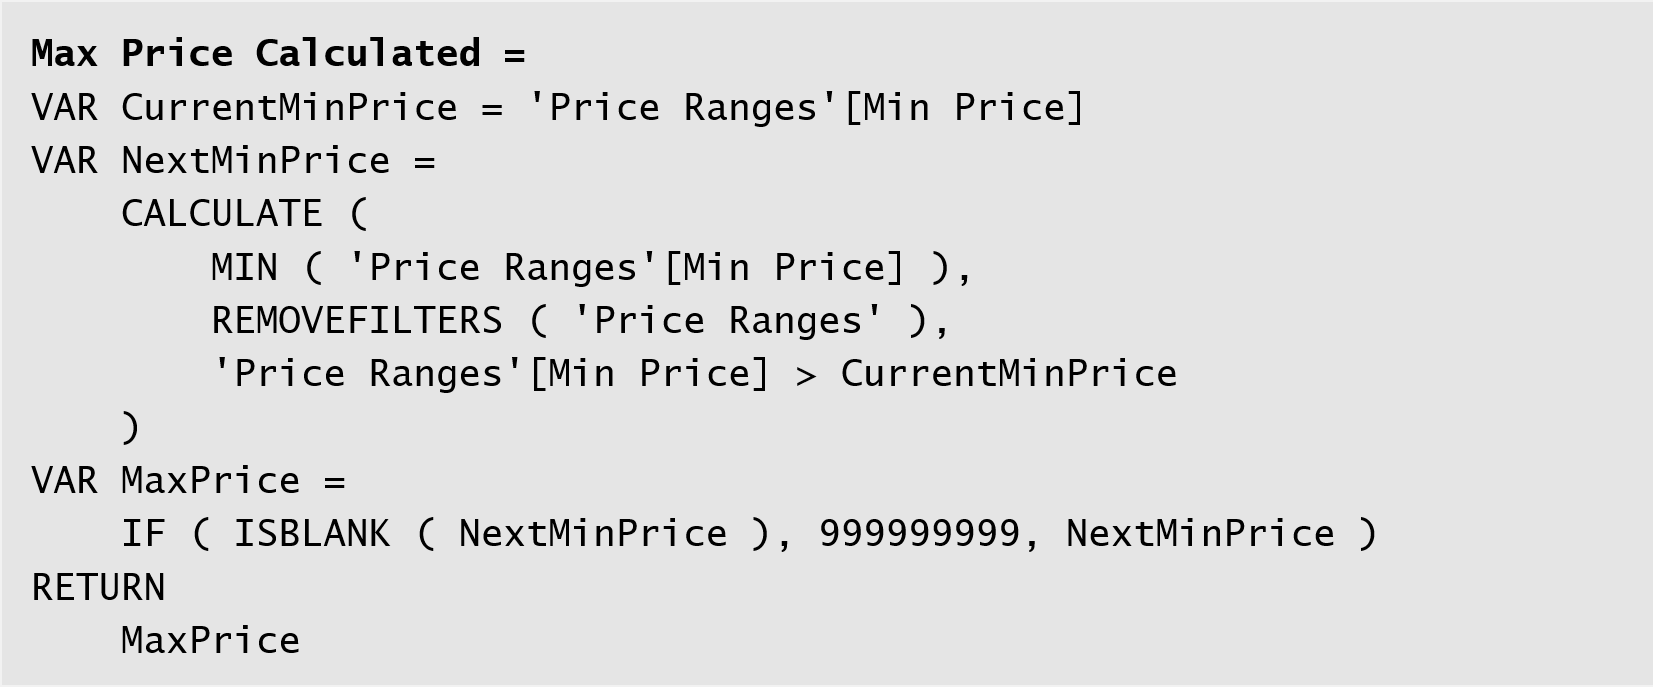 Max Price Calculated =
VAR CurrentMinPrice = 'Price Ranges'[Min Price]
VAR NextMinPrice =
    CALCULATE (
        MIN ( 'Price Ranges'[Min Price] ),
        REMOVEFILTERS ( 'Price Ranges' ),
        'Price Ranges'[Min Price] > CurrentMinPrice
    )
VAR MaxPrice =
    IF ( ISBLANK ( NextMinPrice ), 999999999, NextMinPrice )
RETURN
    MaxPrice